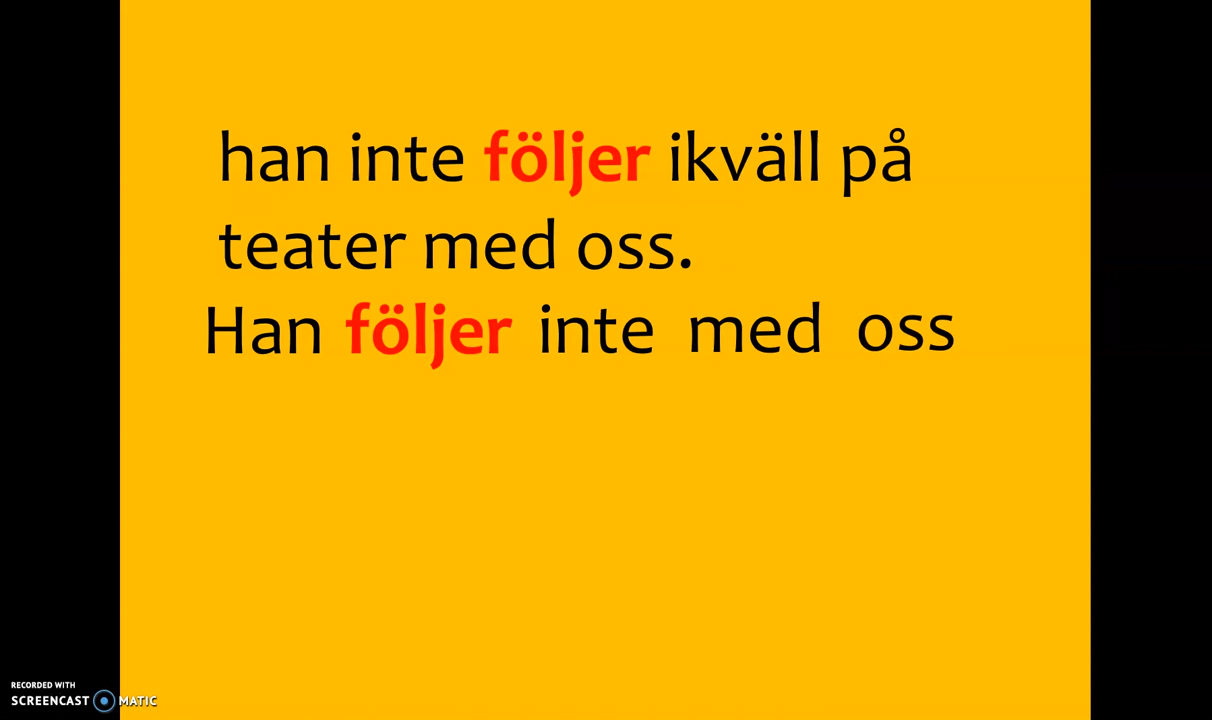 han inte följer ikväll på
teater med oss.
Han följer inte med oss
RECORDED WITH
SCREENCAST MATIC